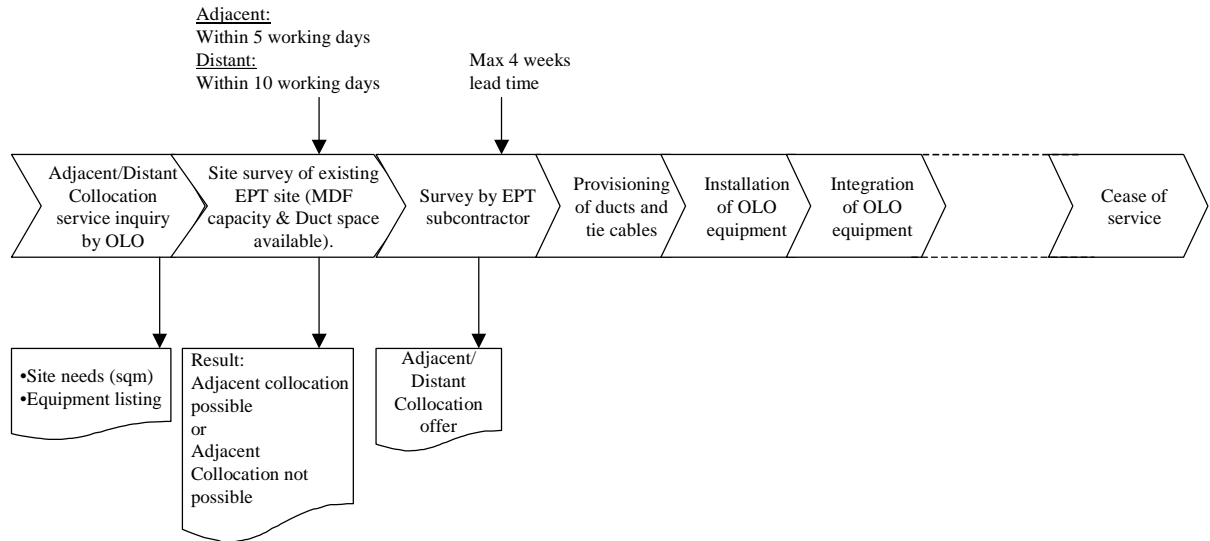 Adjacent:
Within 5 working days
Distant:
Within 10 working days
Max 4 weeks
lead time
Adjacent/Distant
Collocation
service inquiry
by OLO
Site survey of existing
EPT site (MDF
capacity & Duct space
available).
Survey by EPT
subcontractor
Provisioning
of ducts and
tie cables
Installation
of OLO
equipment
Integration
of OLO
equipment
Cease of
service
•Site needs (sqm)
•Equipment listing
Result:
Adjacent collocation
possible
or
Adjacent
Collocation not
possible
Adjacent/
Distant
Collocation
offer